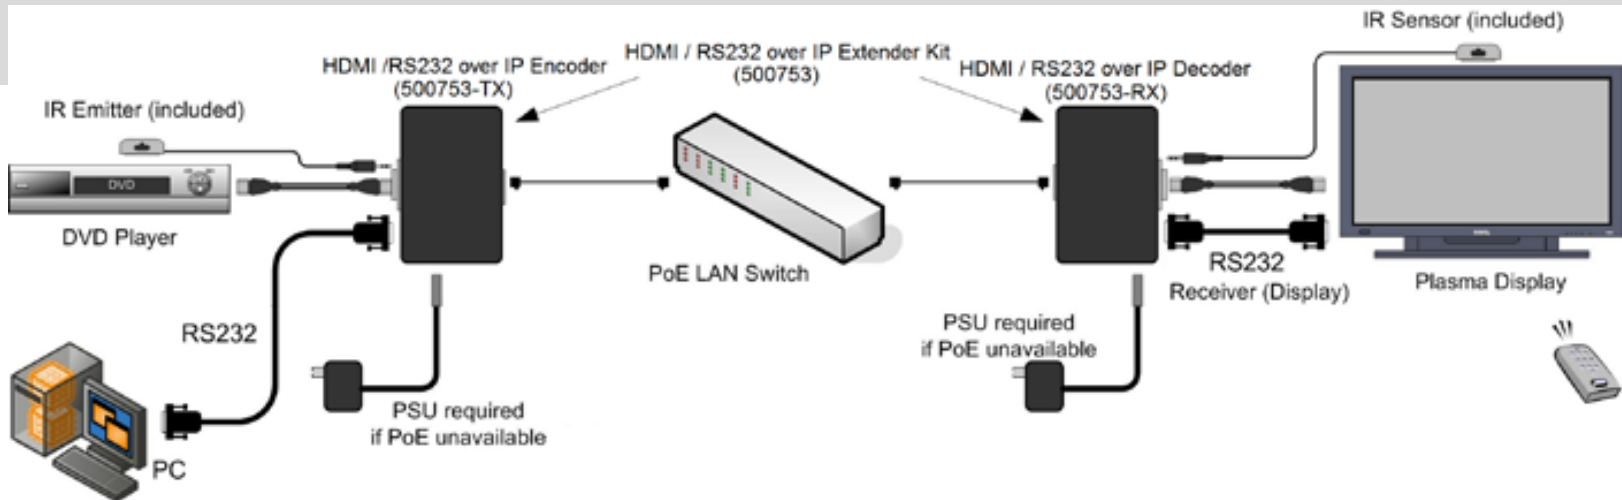 IR Sensor (included)
HDMI / RS232 over IP Extender Kit
(500753)
HDMI /RS232 over IP Encoder
(500753-TX)
HDMI / RS232 over IP Decoder
(500753-RX)
IR Emitter (included)
DVD
DVD Player
PoE LAN Switch
RS232
Receiver (Display)
Plasma Display
RS232
PSU required
if PoE unavailable
PSU required
if PoE unavailable
PC